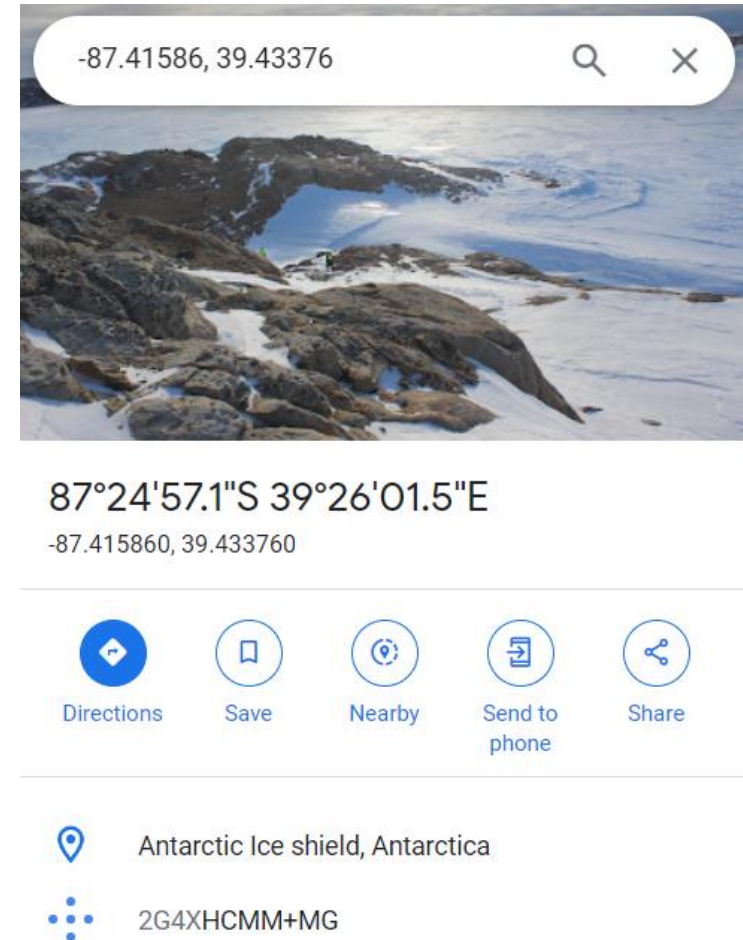 -87.41586, 39.43376
87°24'57.1"S 39°26'01.5"E
-87.415860, 39.433760
Directions
Save
Nearby
Send to
phone
Share
Antarctic Ice shield, Antarctica
2G4XHCMM+MG